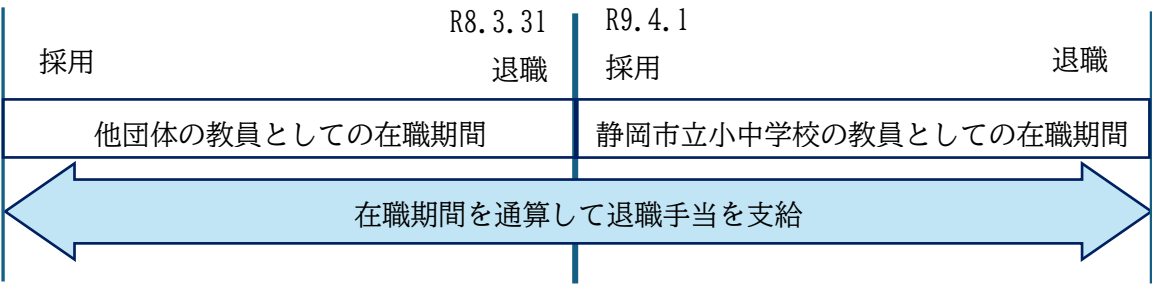 R8.3.31
R9.4.1
採用
退職
採用
退職
他団体の教員としての在職期間
静岡市立小中学校の教員としての在職期間
在職期間を通算して退職手当を支給